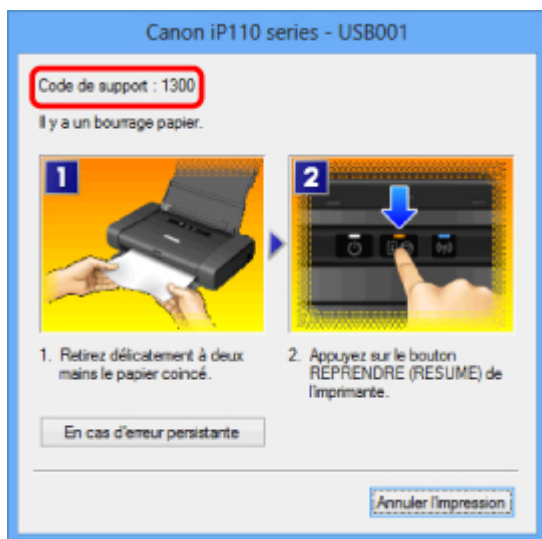 Canon iP110 series - USB001
Code de support : 1300
Il y a un bourrage papier.
1
2
1. Retirez délicatement à deux
mains le papier coincé.
2. Appuyez sur le bouton
REPRENDRE (RESUME) de
l'imprimante.
En cas d'erreur persistante
Annuler l'impression